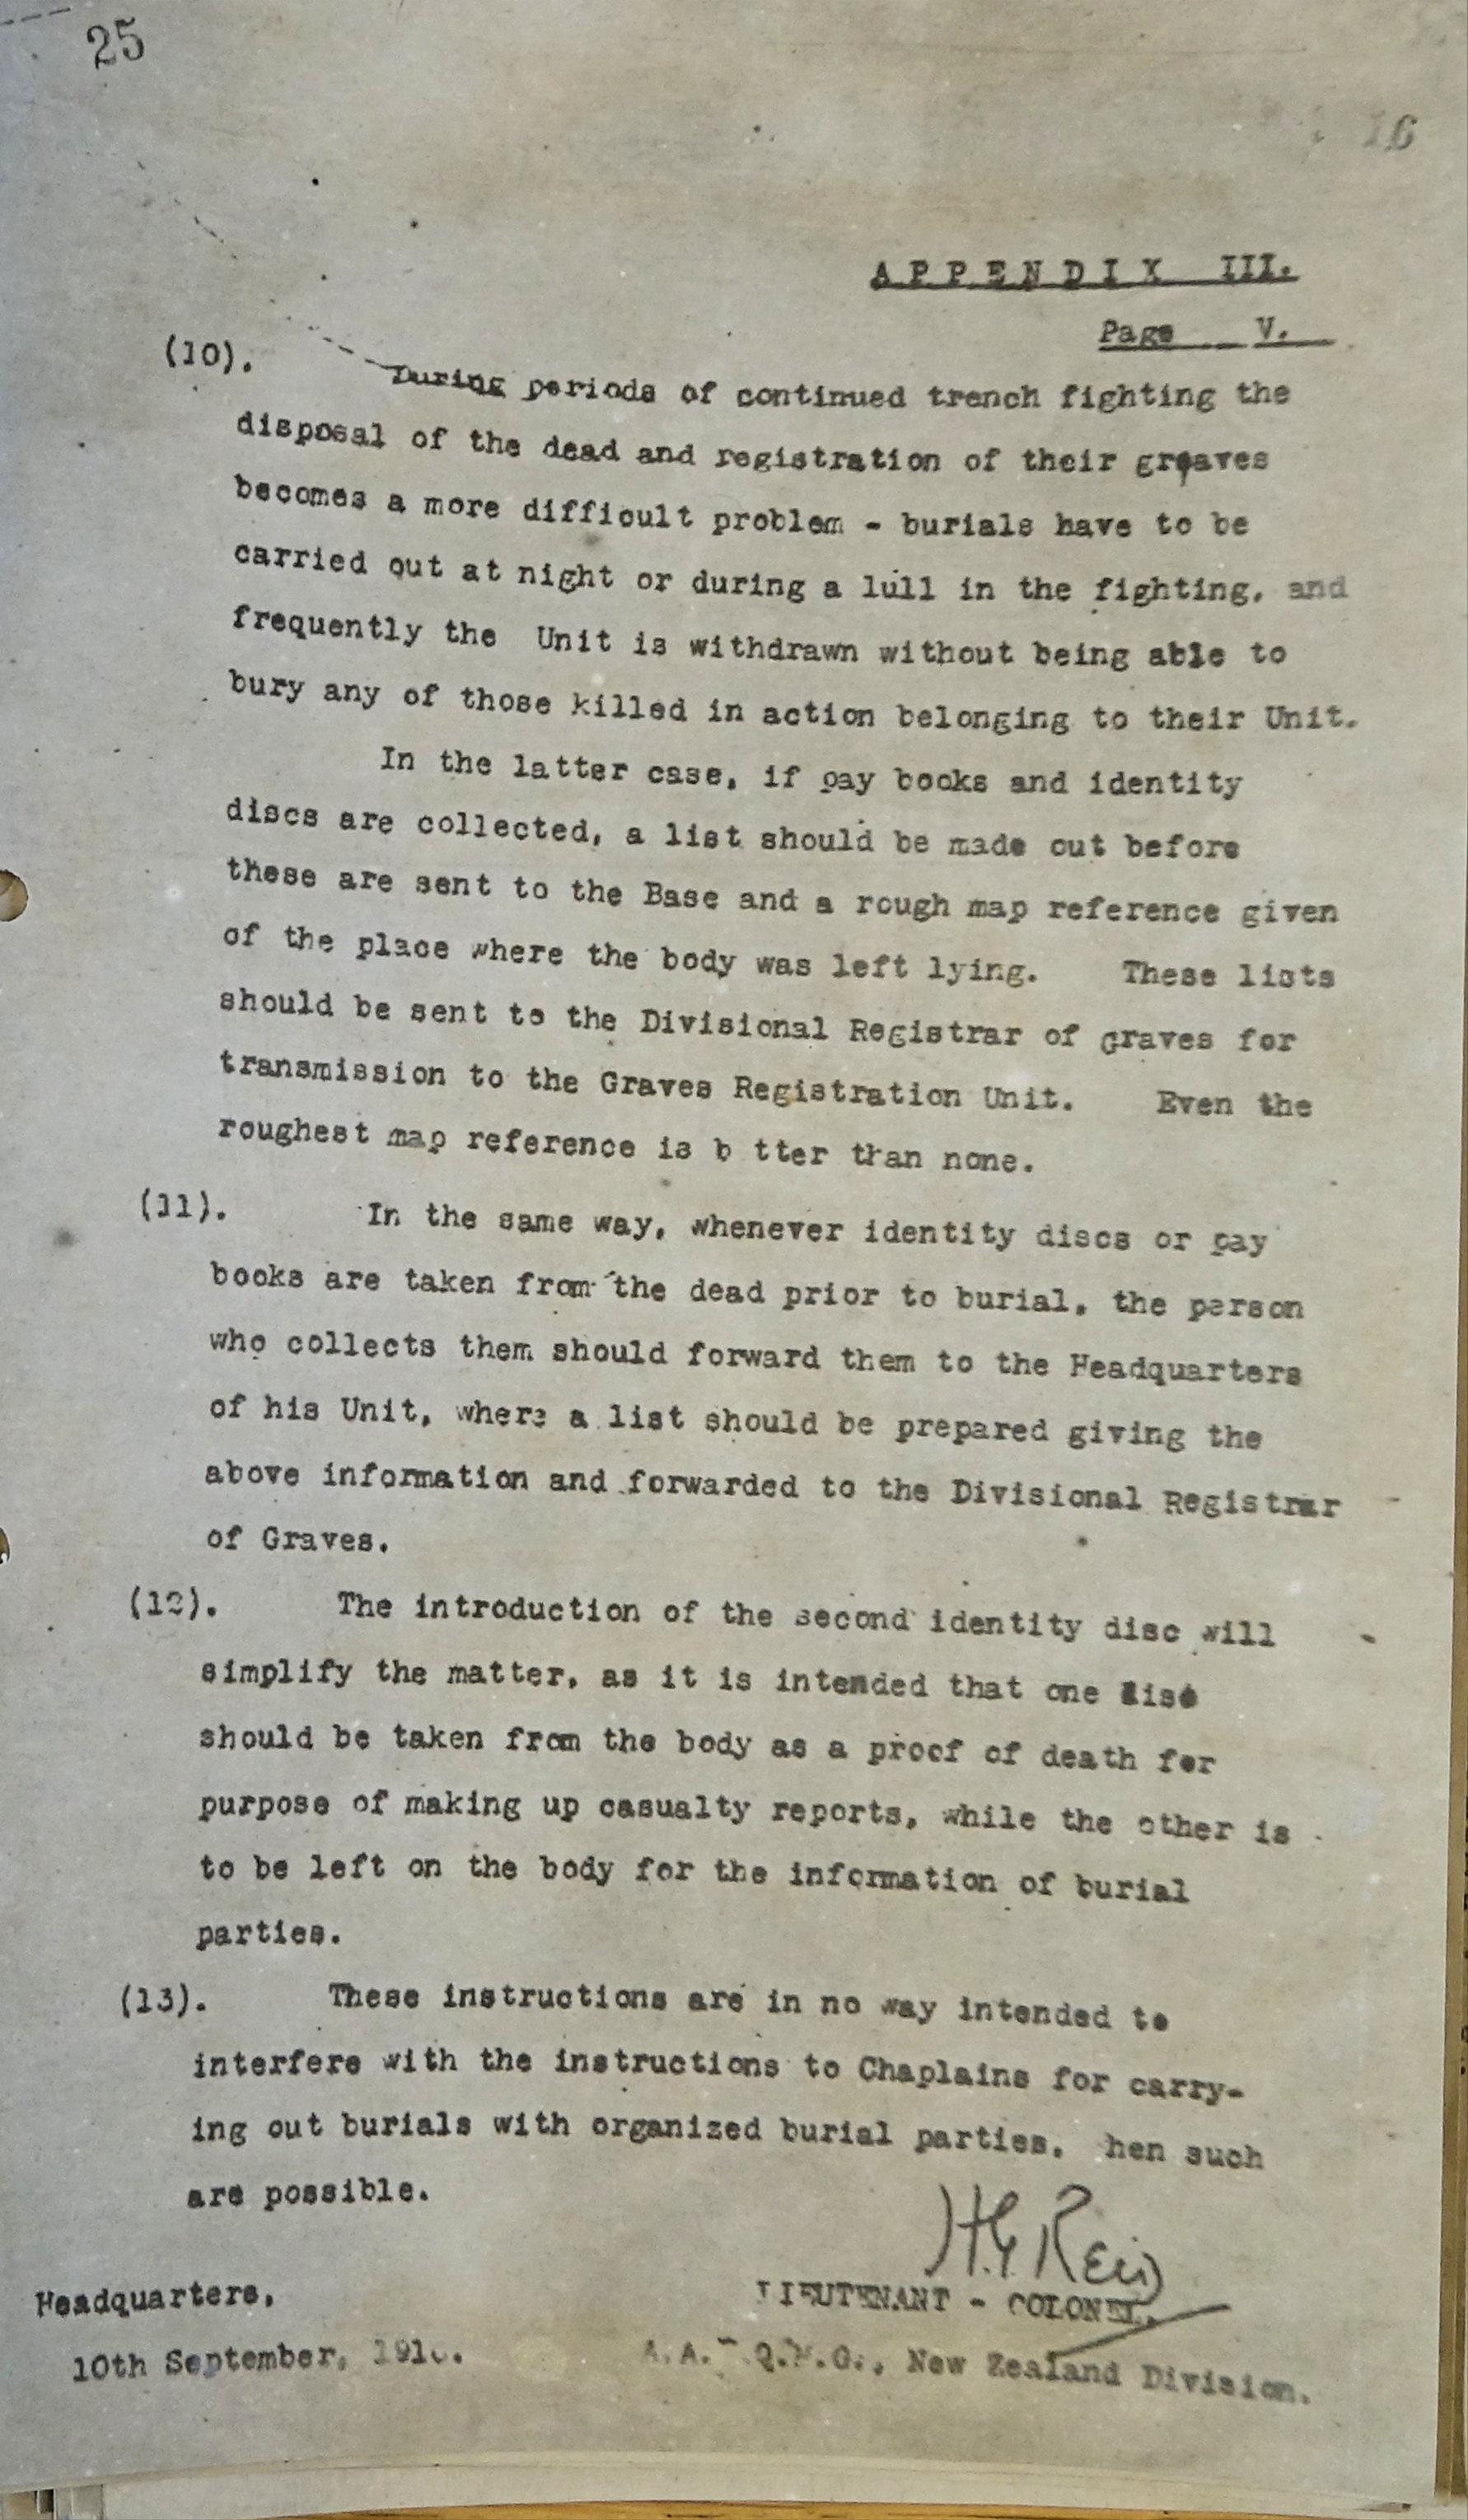 25
16
APPENDIX III.
Page V.
(10). During periods of continued trench fighting the
disposal of the dead and registration of their greaves
becomes a more difficult problem - burials have to be
carried out at night or during a lull in the fighting, and
frequently the Unit is withdrawn without being able to
bury any of those killed in action belonging to their Unit.
In the latter case, if pay books and identity
discs are collected, a list should be made out before
these are sent to the Base and a rough map reference given
of the place where the body was left lying. These lists
should be sent to the Divisional Registrar of Graves for
transmission to the Graves Registration Unit. Even the
roughest map reference is b tter than none.
(11). In the same way, whenever identity discs or pay
books are taken from the dead prior to burial, the person
who collects them should forward them to the Headquarters
of his Unit, where a list should be prepared giving the
above information and forwarded to the Divisional Registrar
of Graves.
(12). The introduction of the second identity disc will
simplify the matter, as it is intended that one disc
should be taken from the body as a proof of death for
purpose of making up casualty reports, while the other is
to be left on the body for the information of burial
parties.
(13). These instructions are in no way intended to
interfere with the instructions to Chaplains for carry-
ing out burials with organized burial parties, hen such
are possible.
H.G. Reid
LIEUTENANT - COLONEL.
Headquarters,
10th September,
A.A. Q.M.G., New Zealand Division.